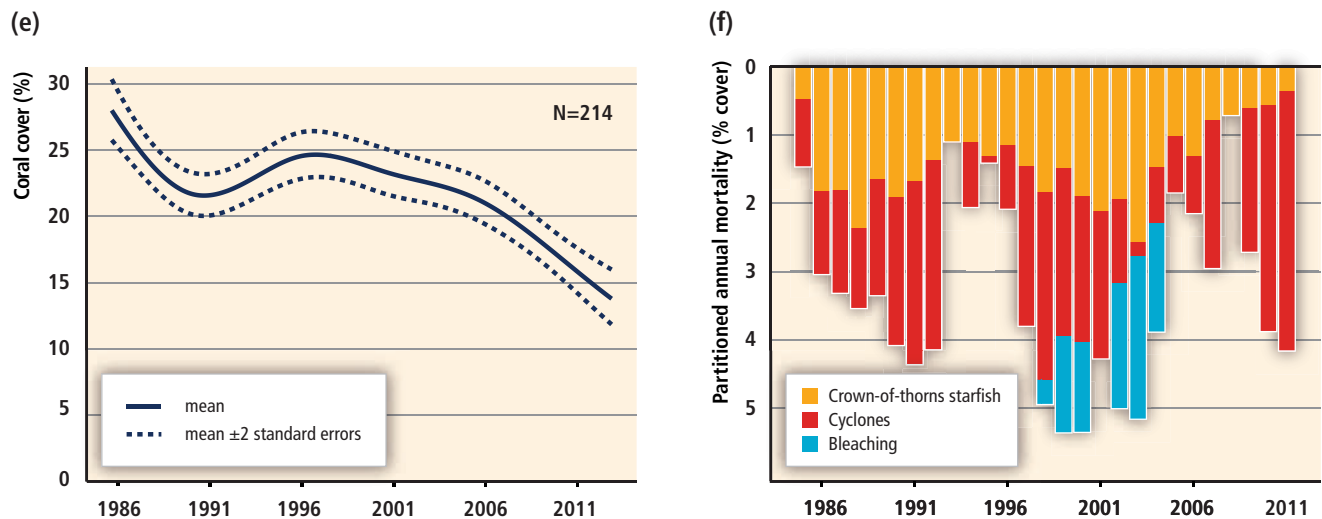 (e)
Coral cover (%)
30
25
20
15
10
5
0
N=214
mean
mean ±2 standard errors
1986
1991
1996
2001
2006
2011
(f)
Partitioned annual mortality (% cover)
0
1
2
3
4
5
Crown-of-thorns starfish
Cyclones
Bleaching
1986
1996
2001
2006
2011
1991